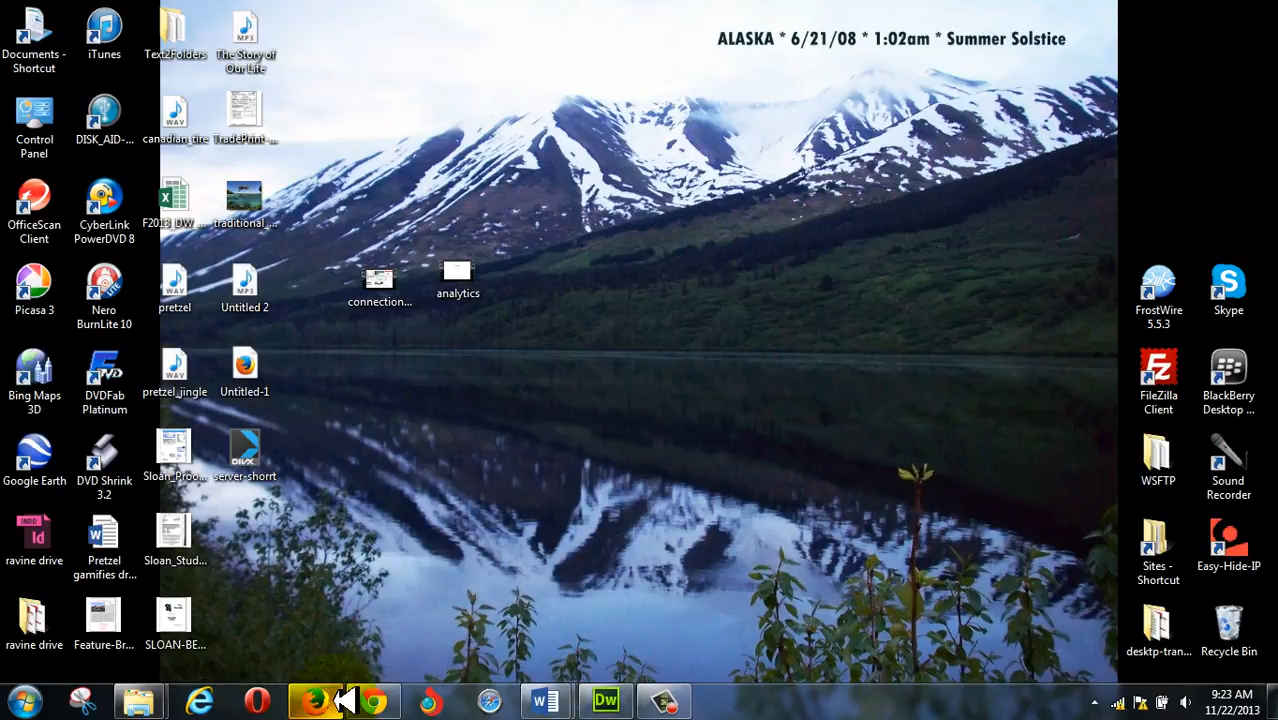 ALASKA * 6/21/08 * 1:02am * Summer Solstice
Documents -
Shortcut
iTunes
Text2Folders
The Story of
Our Life
Control
Panel
DISK_AID-...
canadian_tire
TradePrint-...
OfficeScan
Client
CyberLink
PowerDVD 8
F2013_DW_...
traditional_...
Picasa 3
Nero
BurnLite 10
pretzel
Untitled 2
connection...
analytics
Bing Maps
3D
DVDFab
Platinum
pretzel_jingle
Untitled-1
Google Earth
DVD Shrink
3.2
Sloan_Proo...
server-shorrt
ravine drive
Pretzel
gamifies dr...
Sloan_Stud...
ravine drive
Feature-Br...
SLOAN-BE...
FrostWire
5.5.3
Skype
FileZilla
Client
BlackBerry
Desktop ...
WSFTP
Sound
Recorder
Sites -
Shortcut
Easy-Hide-IP
desktp-tran...
Recycle Bin
9:23 AM
11/22/2013